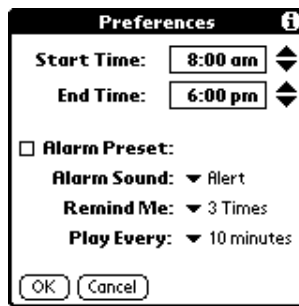 Preferences i
Start Time: 8:00 am
End Time: 6:00 pm
Alarm Preset:
Alarm Sound: Alert
Remind Me: 3 Times
Play Every: 10 minutes
OK Cancel